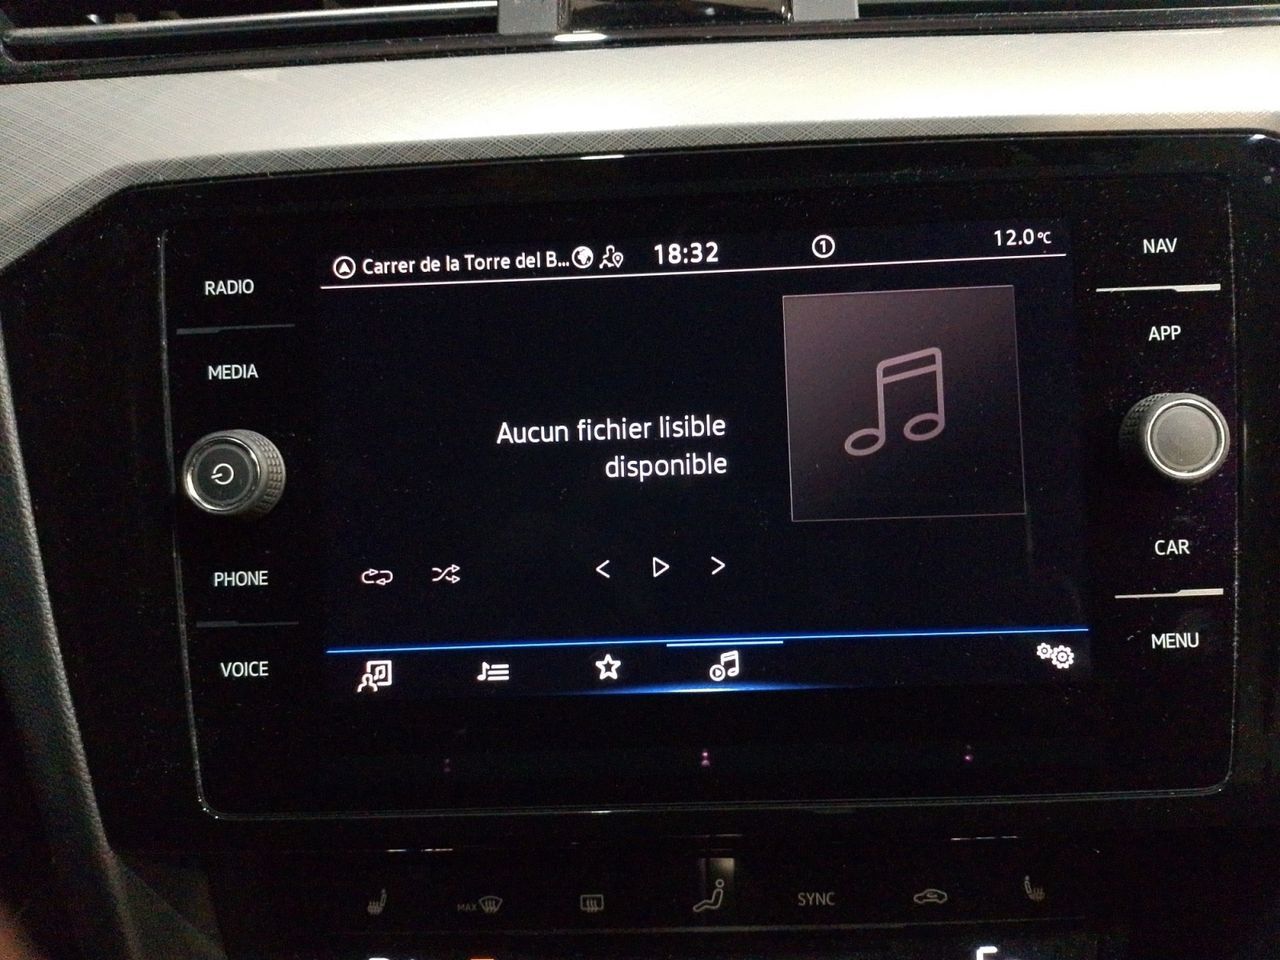 Carrer de la Torre del B...
18:32
1
12.0°C
NAV
RADIO
APP
MEDIA
Aucun fichier lisible
disponible
CAR
PHONE
MENU
VOICE
MAX
SYNC